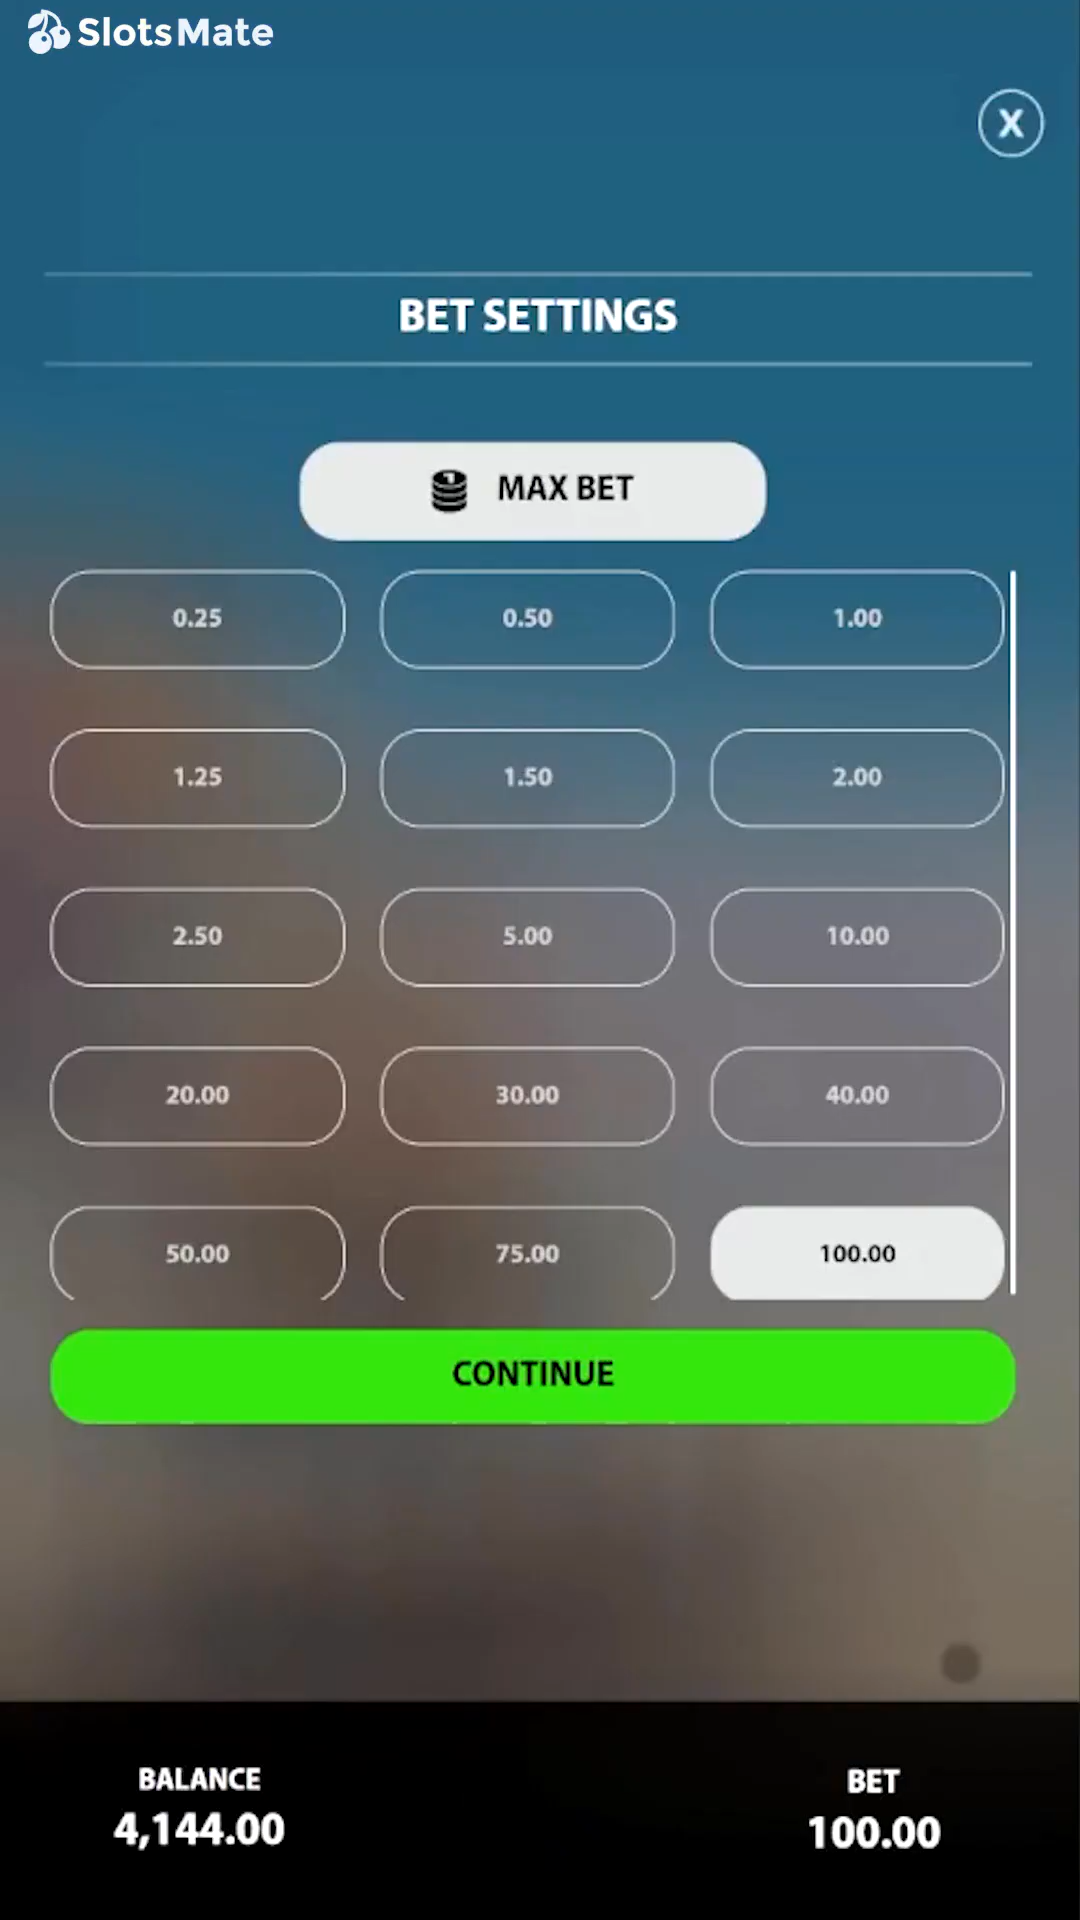 SlotsMate
X
BET SETTINGS
MAX BET
0.25 0.50 1.00
1.25 1.50 2.00
2.50 5.00 10.00
20.00 30.00 40.00
50.00 75.00 100.00
CONTINUE
BALANCE BET
4,144.00 100.00